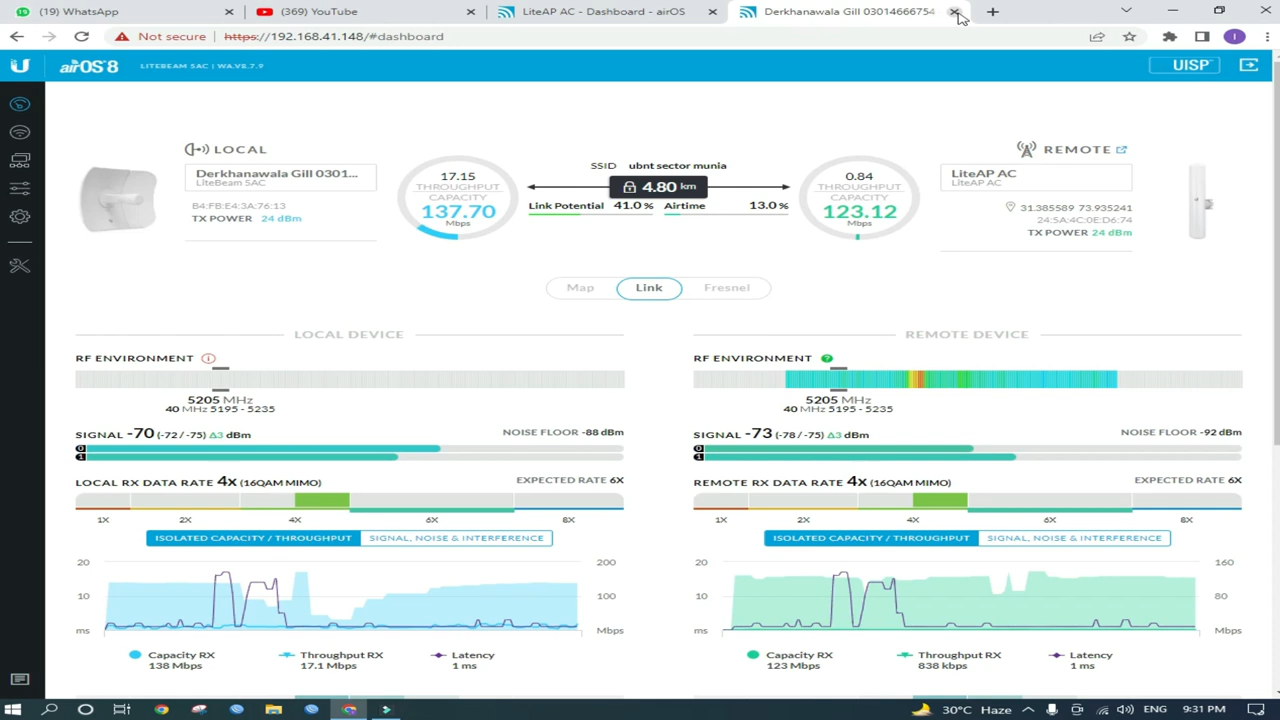 (19) WhatsApp
(369) YouTube
LiteAP AC - Dashboard - airOS
Derkhanawala Gill 03014666754
Not secure
https://192.168.41.148/#dashboard
airOS 8
LITEBEAM 5AC | WA.V8.7.9
UISP
LOCAL
Derkhanawala Gill 0301...
LiteBeam 5AC
B4:FB:E4:3A:76:13
TX POWER 24 dBm
17.15
THROUGHPUT
CAPACITY
137.70
Mbps
SSID ubnt sector munia
4.80 km
Link Potential 41.0 % Airtime 13.0 %
0.84
THROUGHPUT
CAPACITY
123.12
Mbps
REMOTE
LiteAP AC
LiteAP AC
31.385589 73.935241
24:5A:4C:0E:D6:74
TX POWER 24 dBm
Map Link Fresnel
LOCAL DEVICE
RF ENVIRONMENT
5205 MHz
40 MHz 5195 - 5235
SIGNAL -70 (-72 / -75) Δ3 dBm
NOISE FLOOR -88 dBm
0
1
LOCAL RX DATA RATE 4x (16QAM MIMO)
EXPECTED RATE 6X
1X 2X 4X 6X 8X
ISOLATED CAPACITY / THROUGHPUT SIGNAL, NOISE & INTERFERENCE
20 200
10 100
ms Mbps
Capacity RX Throughput RX Latency
138 Mbps 17.1 Mbps 1 ms
REMOTE DEVICE
RF ENVIRONMENT
5205 MHz
40 MHz 5195 - 5235
SIGNAL -73 (-78 / -75) Δ3 dBm
NOISE FLOOR -92 dBm
0
1
REMOTE RX DATA RATE 4x (16QAM MIMO)
EXPECTED RATE 6X
1X 2X 4X 6X 8X
ISOLATED CAPACITY / THROUGHPUT SIGNAL, NOISE & INTERFERENCE
20 160
10 80
ms Mbps
Capacity RX Throughput RX Latency
123 Mbps 838 kbps 1 ms
30°C Haze
ENG
9:31 PM